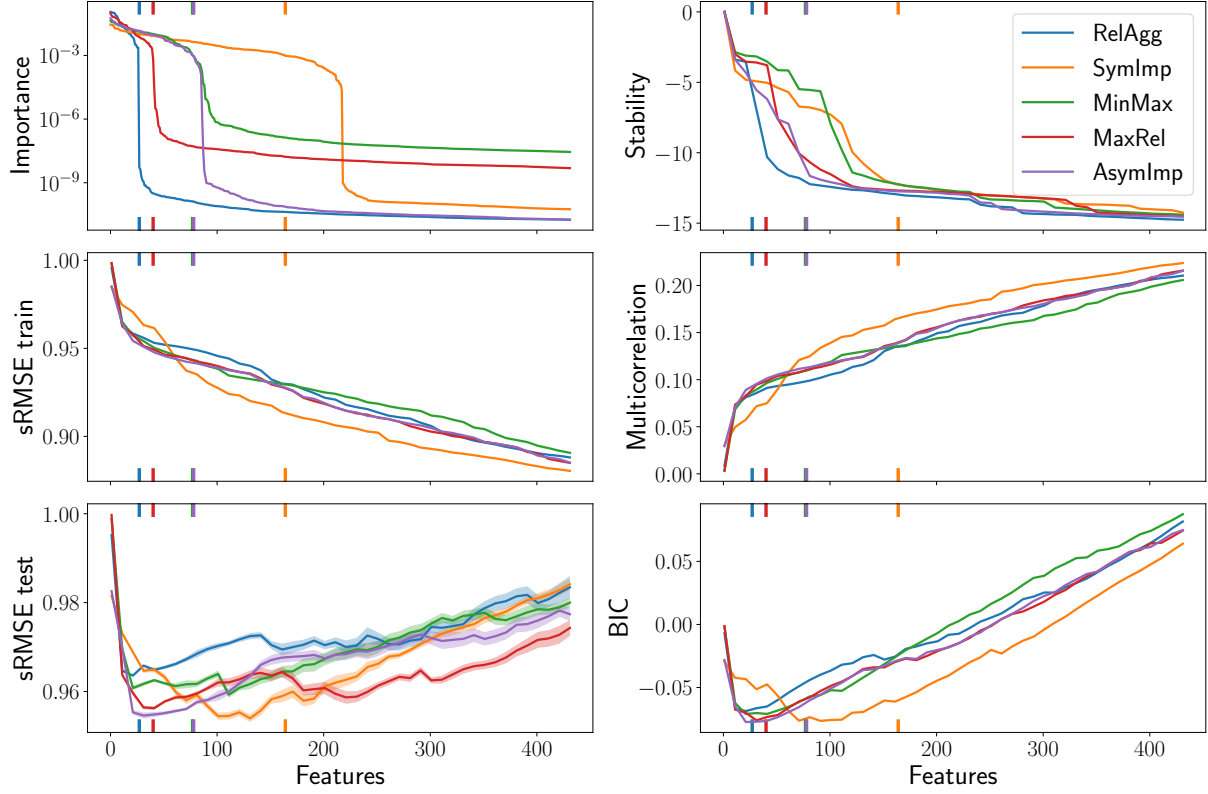 Importance
10−3
10−6
10−9
Stability
0
−5
−10
−15
RelAgg
SymImp
MinMax
MaxRel
AsymImp
sRMSE train
1.00
0.95
0.90
Multicorrelation
0.20
0.15
0.10
0.05
0.00
sRMSE test
1.00
0.98
0.96
0 100 200 300 400
Features
BIC
0.05
0.00
−0.05
0 100 200 300 400
Features